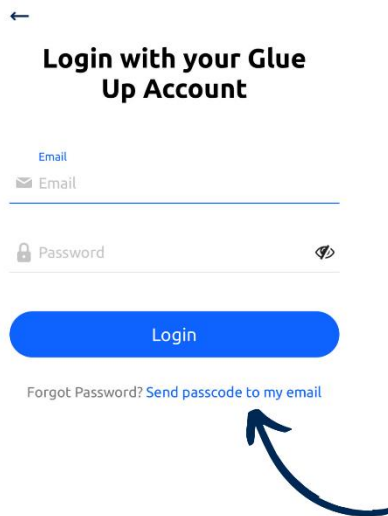 Login with your Glue
Up Account
Email
Email
Password
Login
Forgot Password? Send passcode to my email